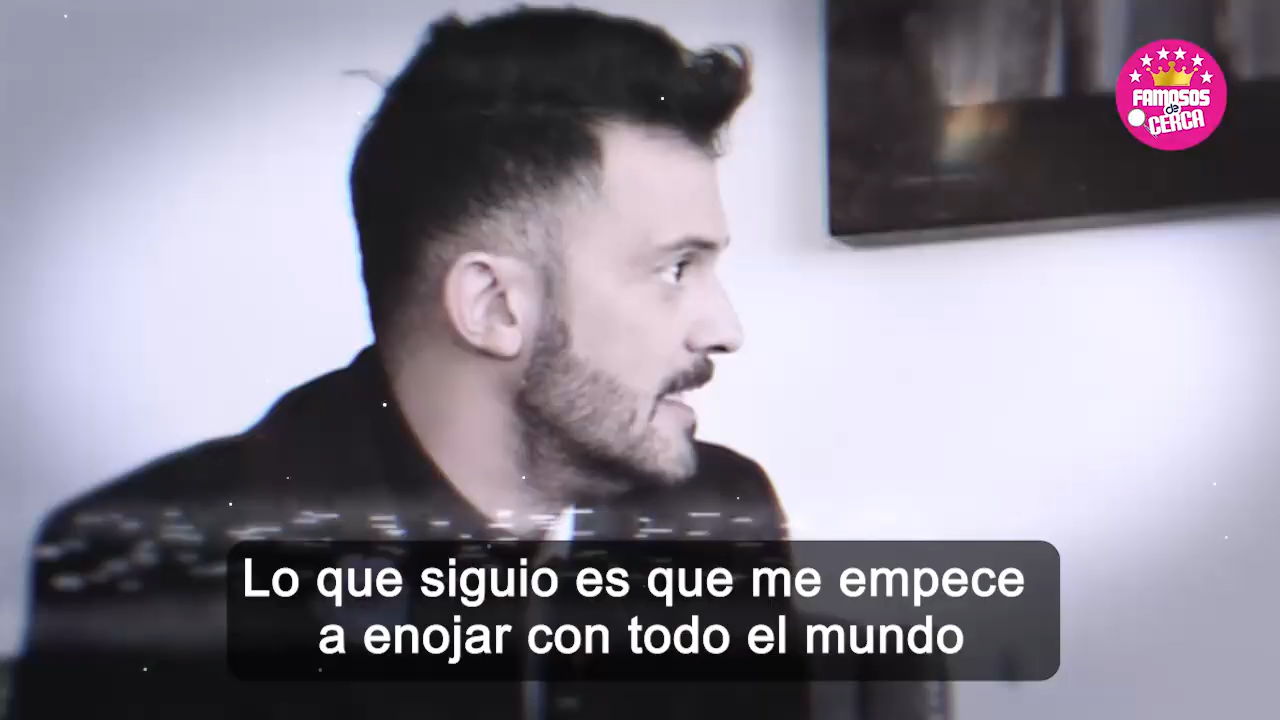 FAMOSOS
de
CERCA
Lo que siguio es que me empece
a enojar con todo el mundo